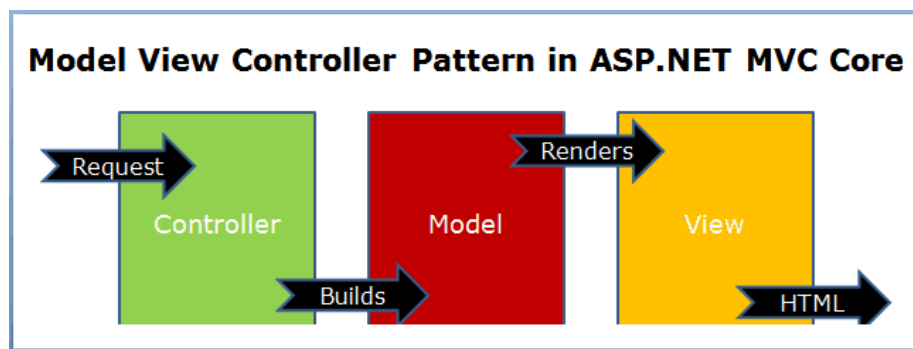 Model View Controller Pattern in ASP.NET MVC Core
Request
Controller
Builds
Model
Renders
View
HTML